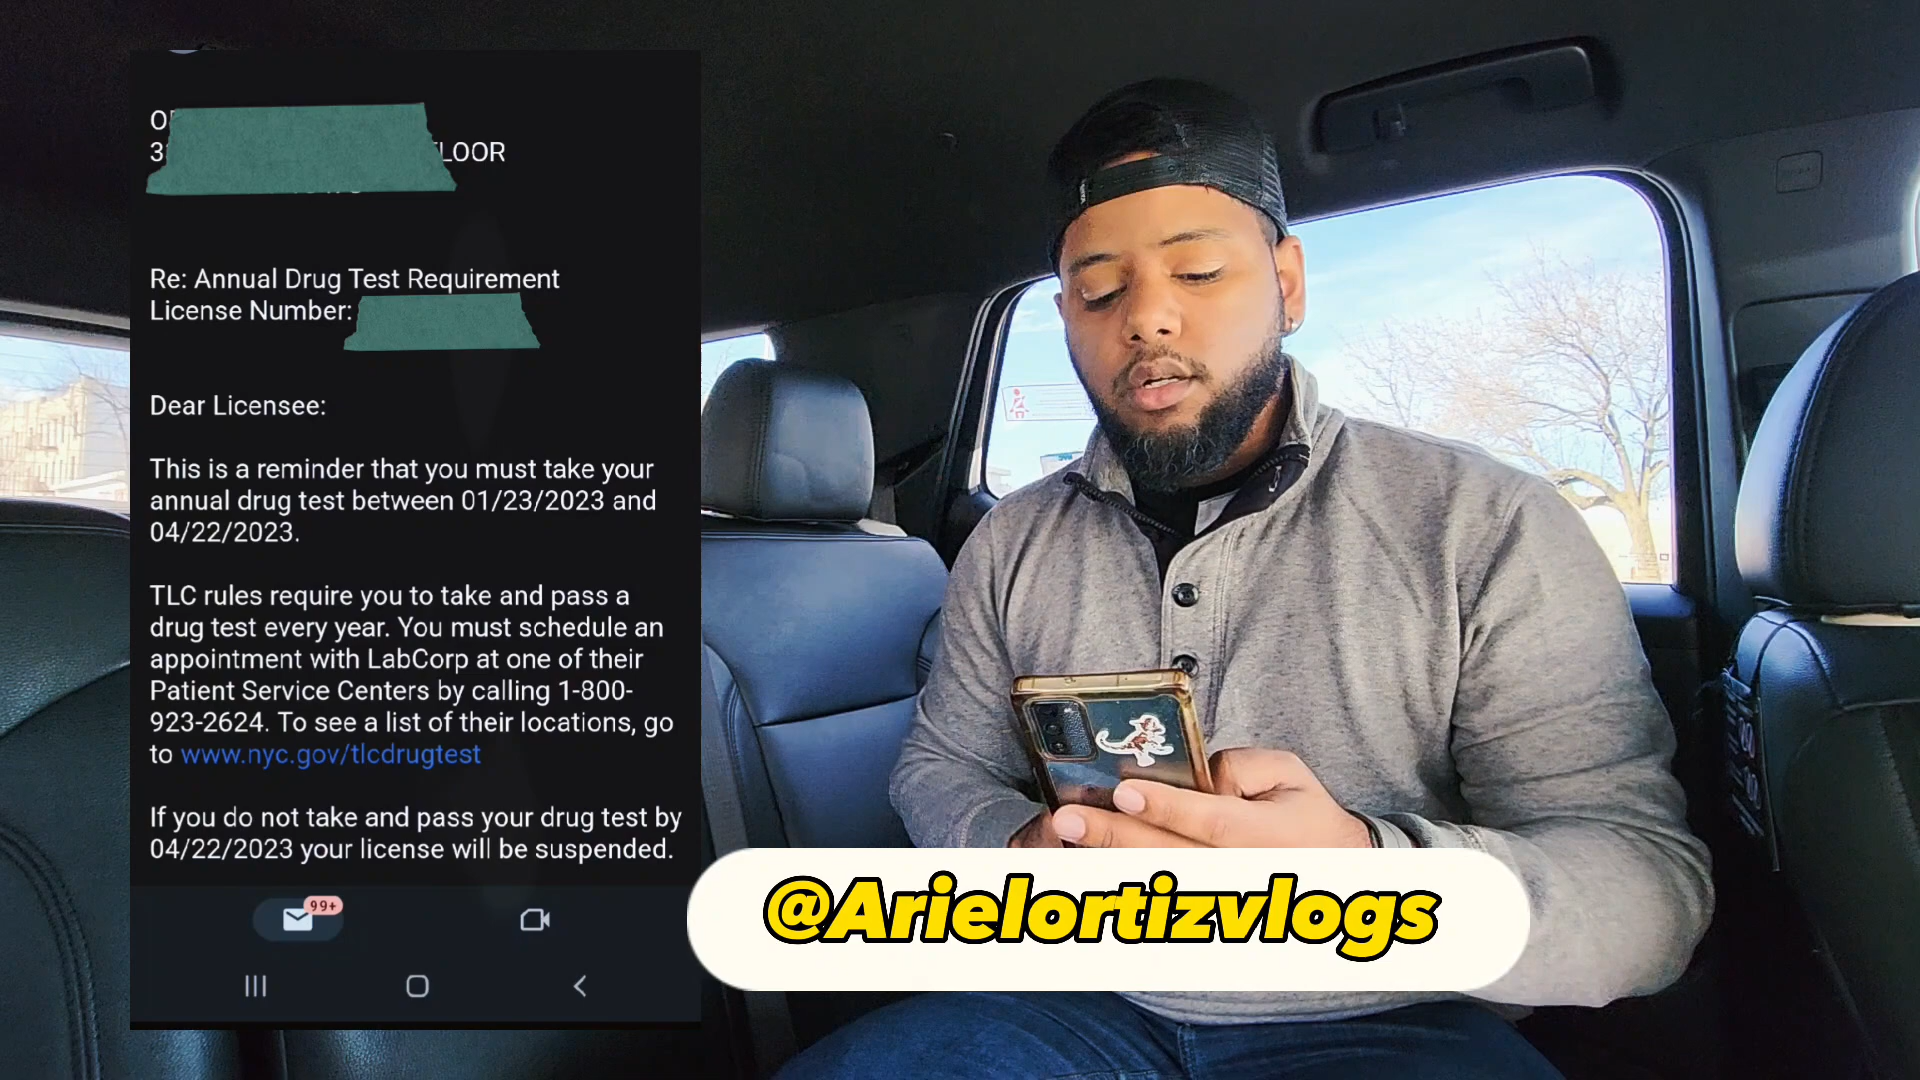 LOOR
Re: Annual Drug Test Requirement
License Number:
Dear Licensee:
This is a reminder that you must take your
annual drug test between 01/23/2023 and
04/22/2023.
TLC rules require you to take and pass a
drug test every year. You must schedule an
appointment with LabCorp at one of their
Patient Service Centers by calling 1-800-
923-2624. To see a list of their locations, go
to www.nyc.gov/tlcdrugtest
If you do not take and pass your drug test by
04/22/2023 your license will be suspended.
99+
@Arielortizvlogs